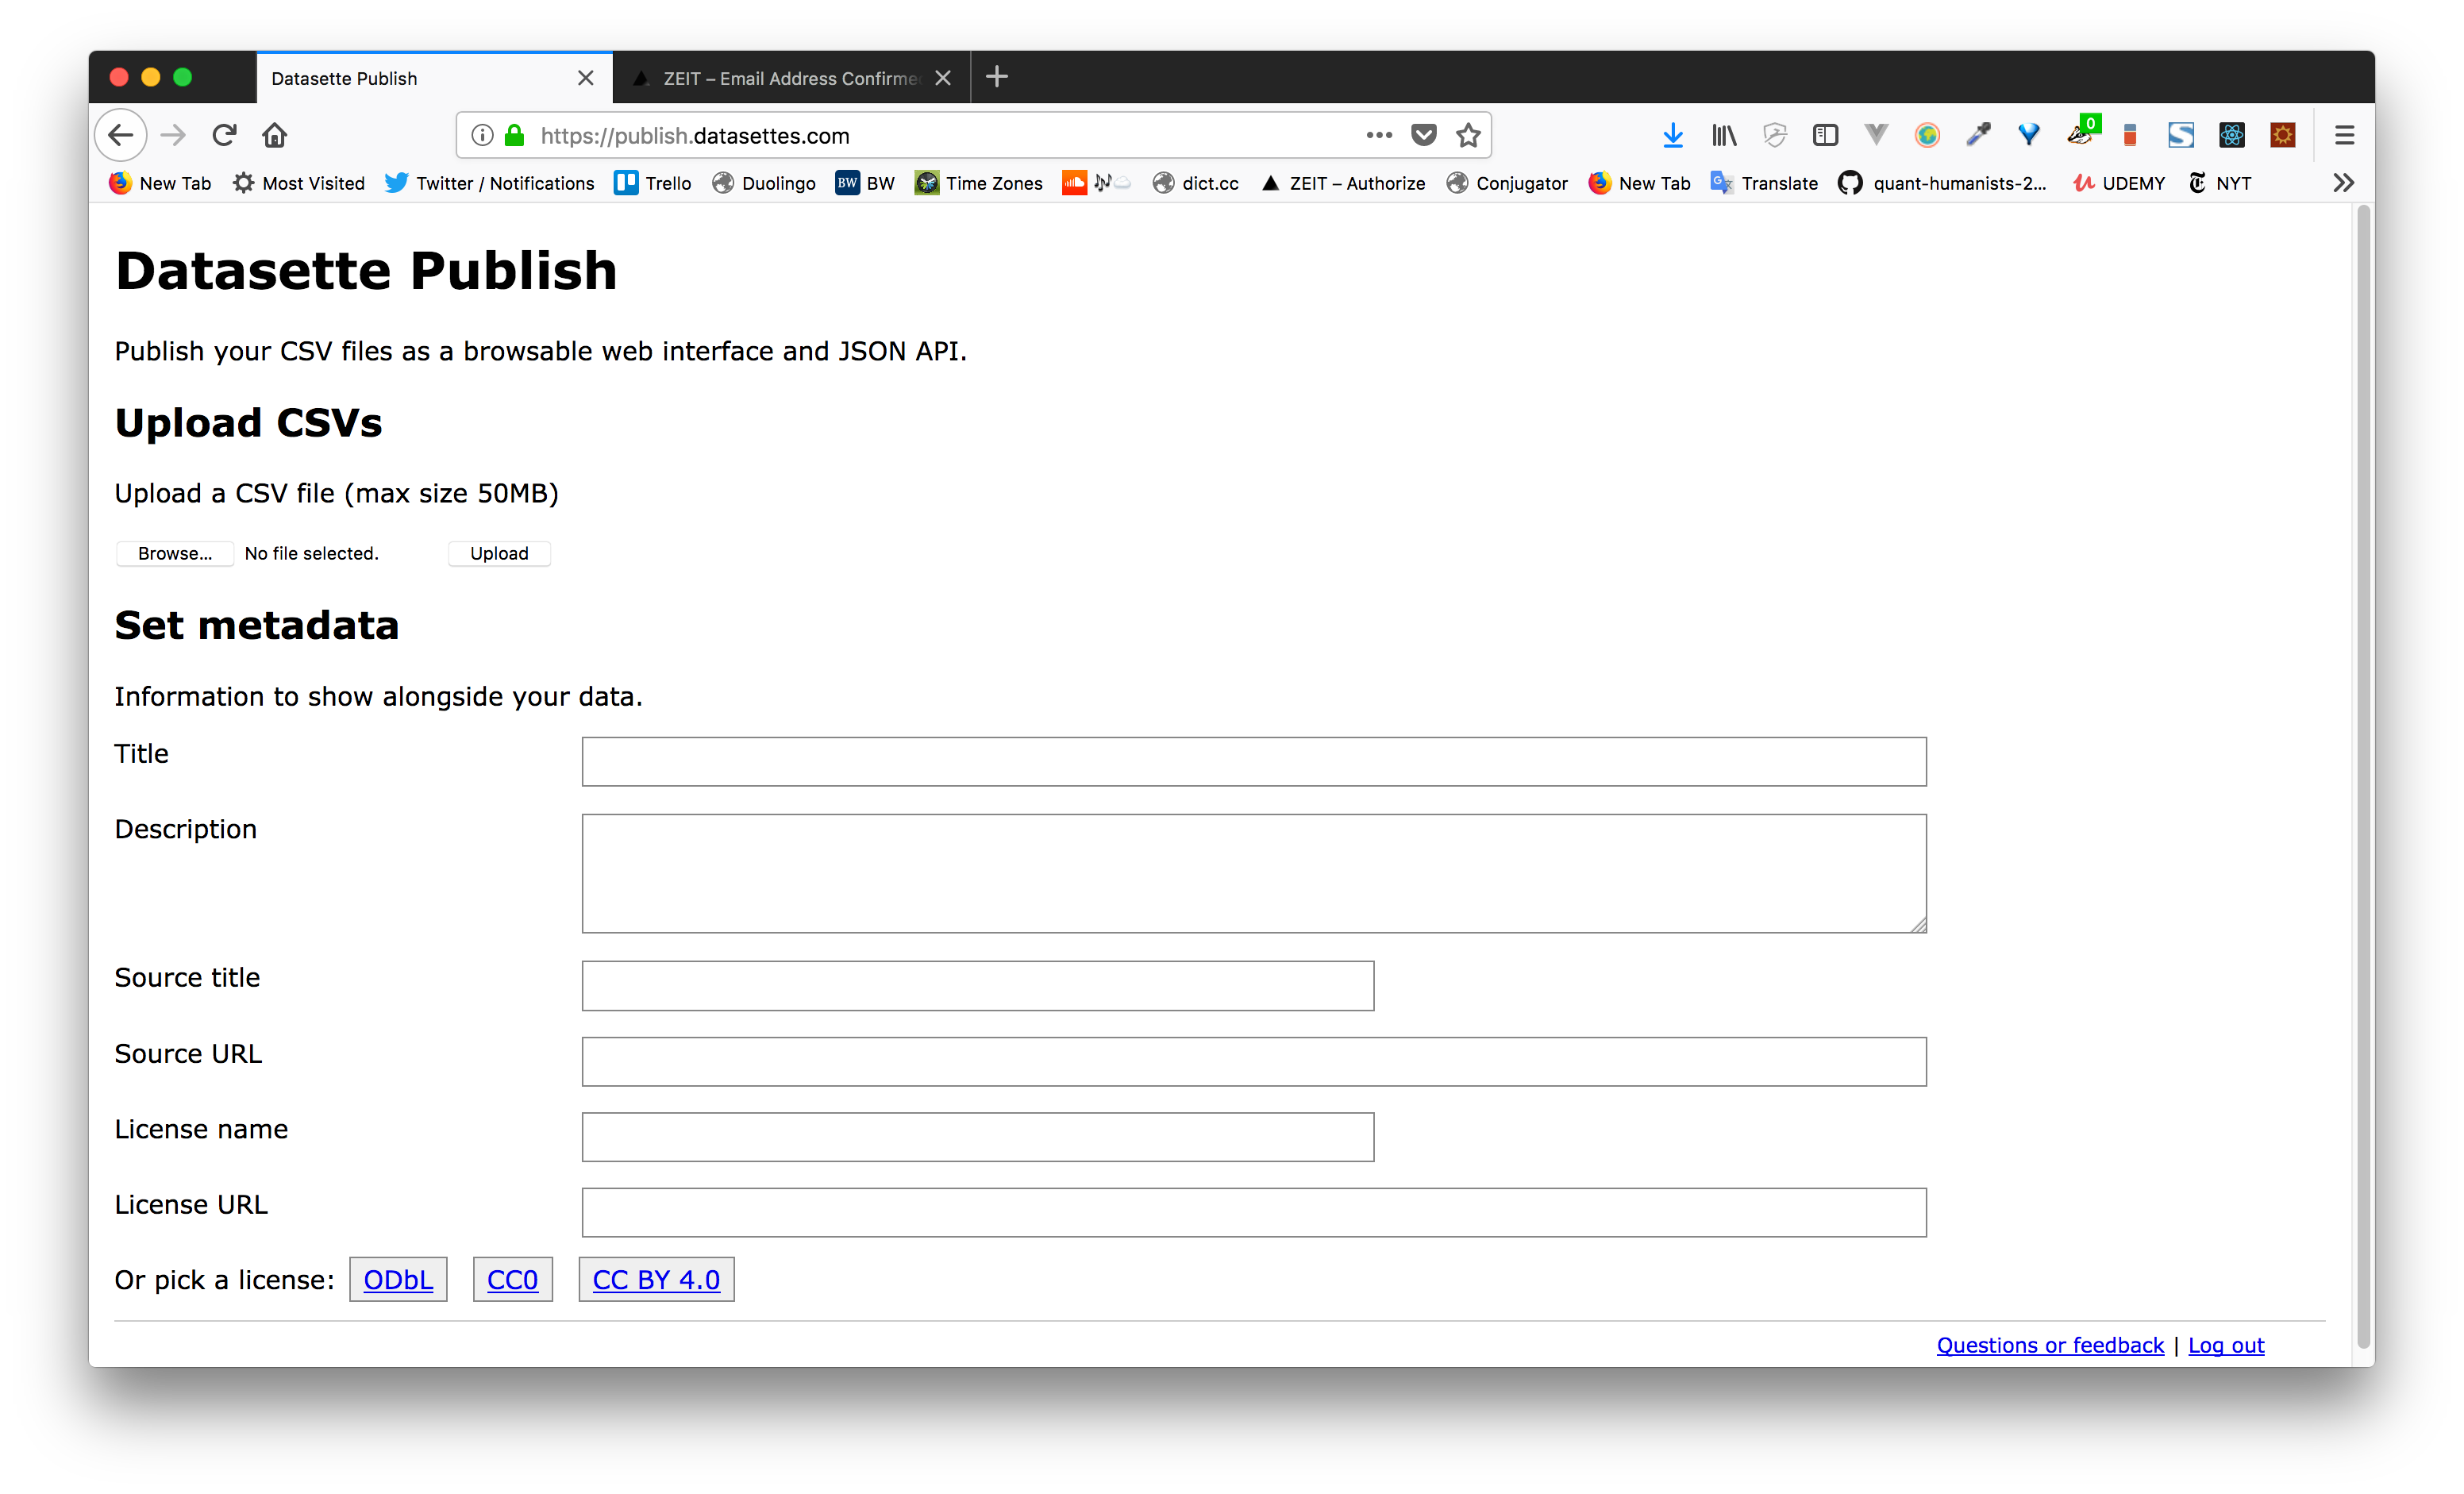 Datasette Publish
ZEIT – Email Address Confirme
https://publish.datasettes.com
0
New Tab Most Visited Twitter / Notifications Trello Duolingo BW BW Time Zones dict.cc ZEIT – Authorize Conjugator New Tab Translate quant-humanists-2... UDEMY NYT
Datasette Publish
Publish your CSV files as a browsable web interface and JSON API.
Upload CSVs
Upload a CSV file (max size 50MB)
Browse... No file selected. Upload
Set metadata
Information to show alongside your data.
Title
Description
Source title
Source URL
License name
License URL
Or pick a license: ODbL CC0 CC BY 4.0
Questions or feedback | Log out